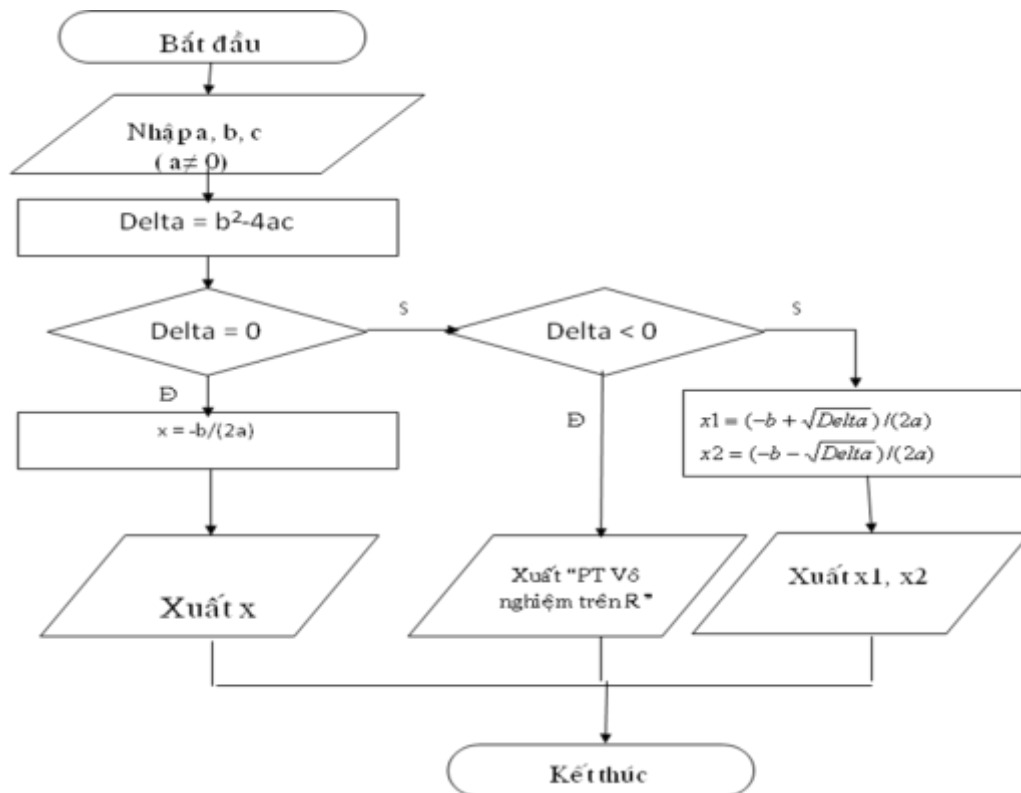 Bắt đầu
Nhập a, b, c
( a≠ 0)
Delta = b²-4ac
Delta = 0
S
Delta < 0
S
Đ
x = -b/(2a)
Đ
x1 = (-b + √Delta) / (2a)
x2 = (-b - √Delta) / (2a)
Xuất x
Xuất “PT Vô
nghiệm trên R”
Xuất x1, x2
Kết thúc